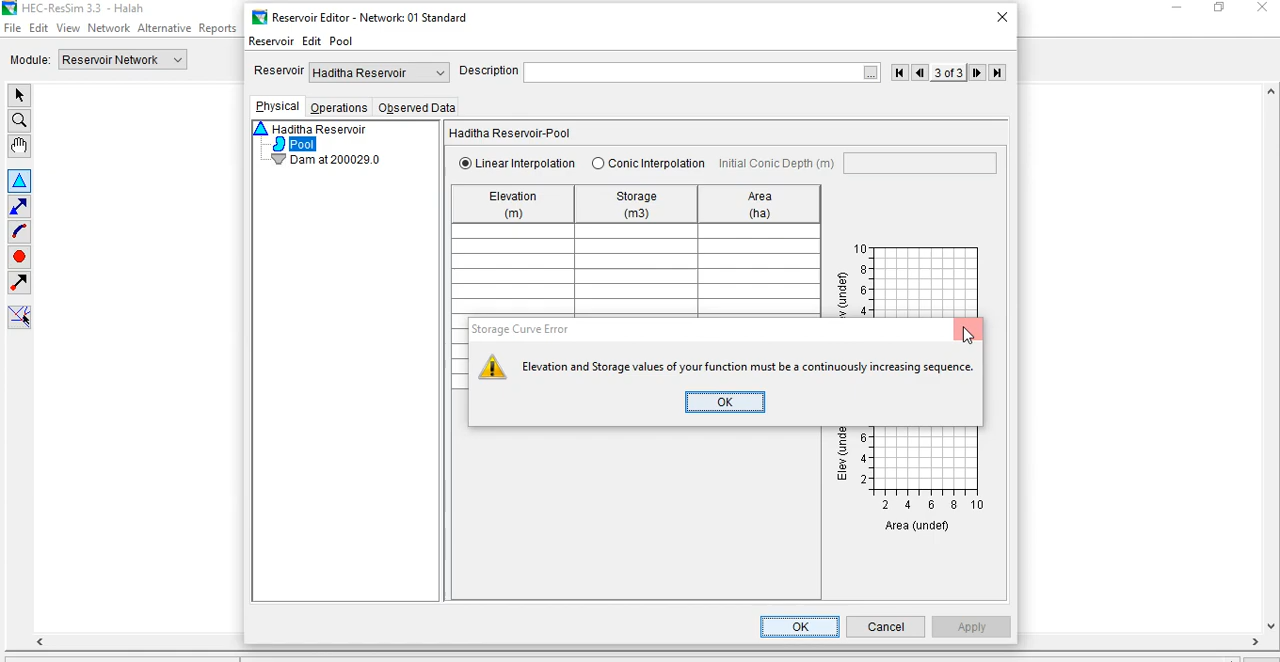 HEC-ResSim 3.3 - Halah
File Edit View Network Alternative Reports
Module: Reservoir Network
Reservoir Editor - Network: 01 Standard
Reservoir Edit Pool
Reservoir Haditha Reservoir Description ... 3 of 3
Physical Operations Observed Data
Haditha Reservoir
Pool
Dam at 200029.0
Haditha Reservoir-Pool
Linear Interpolation Conic Interpolation Initial Conic Depth (m)
Elevation (m) Storage (m3) Area (ha)
10
8
6
4
Storage Curve Error
Elevation and Storage values of your function must be a continuously increasing sequence.
OK
6
4
2
2 4 6 8 10
Area (undef)
OK Cancel Apply